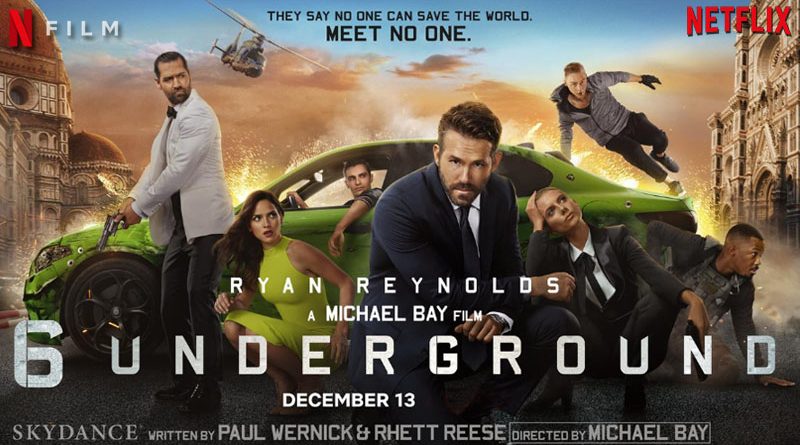 N FILM
THEY SAY NO ONE CAN SAVE THE WORLD.
MEET NO ONE.
NETFLIX
RYAN REYNOLDS
A MICHAEL BAY FILM
6 UNDERGROUND
DECEMBER 13
SKYDANCE WRITTEN BY PAUL WERNICK & RHETT REESE DIRECTED BY MICHAEL BAY